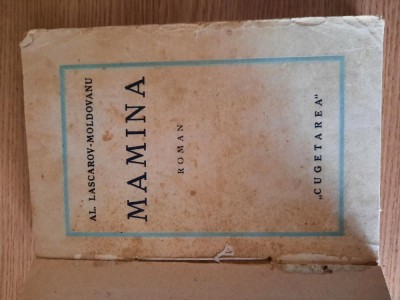 AL. LASCAROV-MOLDOVANU
MAMINA
ROMAN
„CUGETAREA"